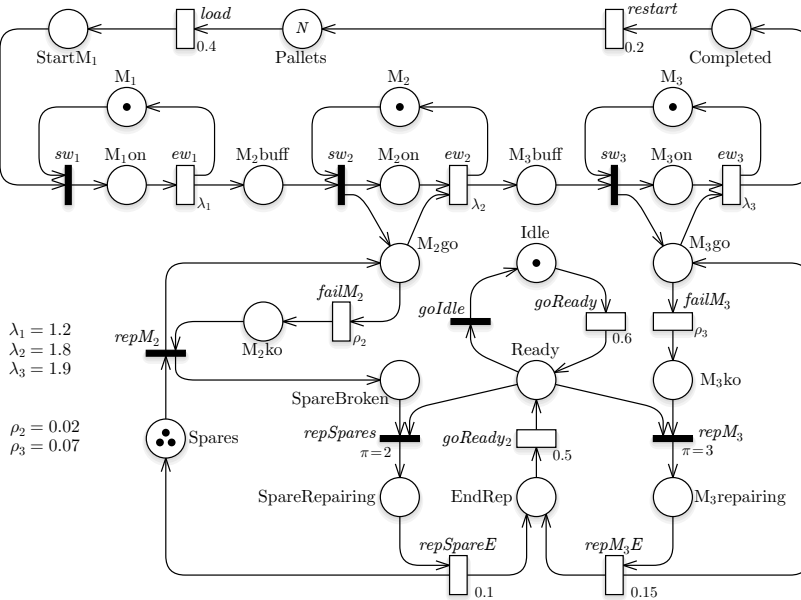 load
restart
N
0.4
0.2
StartM₁
Pallets
Completed
M₁
M₂
M₃
sw₁
M₁on
ew₁
M₂buff
sw₂
M₂on
ew₂
M₃buff
sw₃
M₃on
ew₃
λ₁
λ₂
λ₃
M₂go
Idle
M₃go
failM₂
goIdle
goReady
failM₃
λ₁ = 1.2
λ₂ = 1.8
λ₃ = 1.9
repM₂
M₂ko
ρ₂
0.6
ρ₃
Ready
M₃ko
SpareBroken
ρ₂ = 0.02
ρ₃ = 0.07
Spares
repSpares
π=2
goReady₂
0.5
repM₃
π=3
SpareRepairing
EndRep
M₃repairing
repSpareE
repM₃E
0.1
0.15